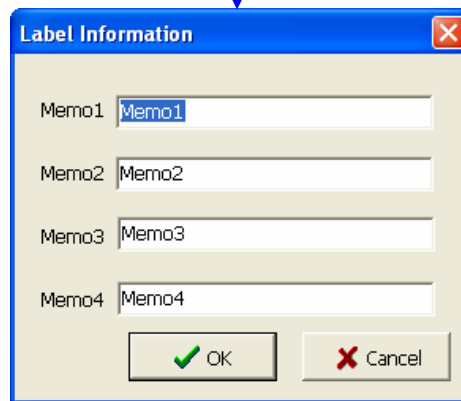 Label Information
Memo1 Memo1
Memo2 Memo2
Memo3 Memo3
Memo4 Memo4
OK Cancel